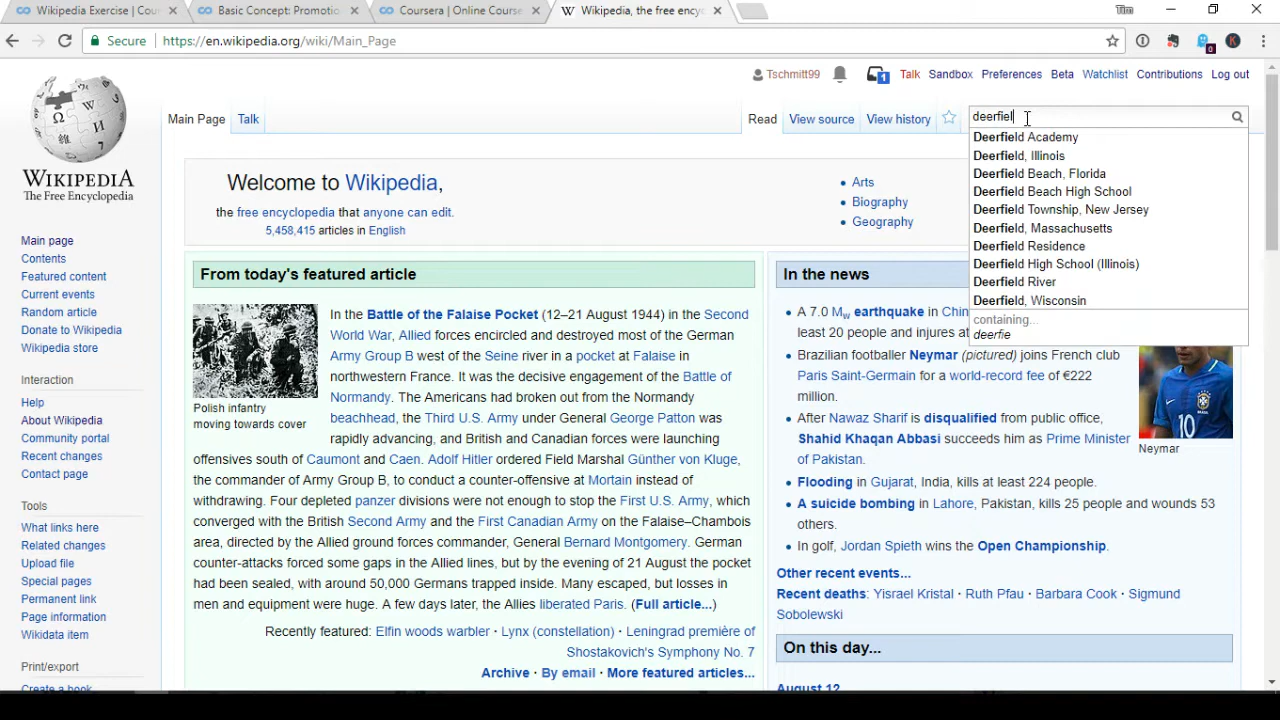 Wikipedia Exercise | Cou
Basic Concept: Promotio
Coursera | Online Course
Wikipedia, the free ency
Secure
https://en.wikipedia.org/wiki/Main_Page
0
K
Tschmitt99
1
Talk
Sandbox
Preferences
Beta
Watchlist
Contributions
Log out
WIKIPEDIA
The Free Encyclopedia
Main Page
Talk
Read
View source
View history
deerfiel
Deerfield Academy
Deerfield, Illinois
Deerfield Beach, Florida
Deerfield Beach High School
Deerfield Township, New Jersey
Deerfield, Massachusetts
Deerfield Residence
Deerfield High School (Illinois)
Deerfield River
Deerfield, Wisconsin
containing...
deerfie
Main page
Contents
Featured content
Current events
Random article
Donate to Wikipedia
Wikipedia store
Interaction
Help
About Wikipedia
Community portal
Recent changes
Contact page
Tools
What links here
Related changes
Upload file
Special pages
Permanent link
Page information
Wikidata item
Print/export
Create a book
Welcome to Wikipedia,
the free encyclopedia that anyone can edit.
5,458,415 articles in English
• Arts
• Biography
• Geography
From today's featured article
Polish infantry
moving towards cover
In the Battle of the Falaise Pocket (12–21 August 1944) in the Second
World War, Allied forces encircled and destroyed most of the German
Army Group B west of the Seine river in a pocket at Falaise in
northwestern France. It was the decisive engagement of the Battle of
Normandy. The Americans had broken out from the Normandy
beachhead, the Third U.S. Army under General George Patton was
rapidly advancing, and British and Canadian forces were launching
offensives south of Caumont and Caen. Adolf Hitler ordered Field Marshal Günther von Kluge,
the commander of Army Group B, to conduct a counter-offensive at Mortain instead of
withdrawing. Four depleted panzer divisions were not enough to stop the First U.S. Army, which
converged with the British Second Army and the First Canadian Army on the Falaise–Chambois
area, directed by the Allied ground forces commander, General Bernard Montgomery. German
counter-attacks forced some gaps in the Allied lines, but by the evening of 21 August the pocket
had been sealed, with around 50,000 Germans trapped inside. Many escaped, but losses in
men and equipment were huge. A few days later, the Allies liberated Paris. (Full article...)
Recently featured: Elfin woods warbler · Lynx (constellation) · Leningrad première of
Shostakovich's Symphony No. 7
Archive · By email · More featured articles...
In the news
• A 7.0 Mw earthquake in Chin
least 20 people and injures at
• Brazilian footballer Neymar (pictured) joins French club
Paris Saint-Germain for a world-record fee of €222
million.
• After Nawaz Sharif is disqualified from public office,
Shahid Khaqan Abbasi succeeds him as Prime Minister
of Pakistan.
• Flooding in Gujarat, India, kills at least 224 people.
• A suicide bombing in Lahore, Pakistan, kills 25 people and wounds 53
others.
• In golf, Jordan Spieth wins the Open Championship.
10
Neymar
Other recent events...
Recent deaths: Yisrael Kristal · Ruth Pfau · Barbara Cook · Sigmund
Sobolewski
On this day...
August 12